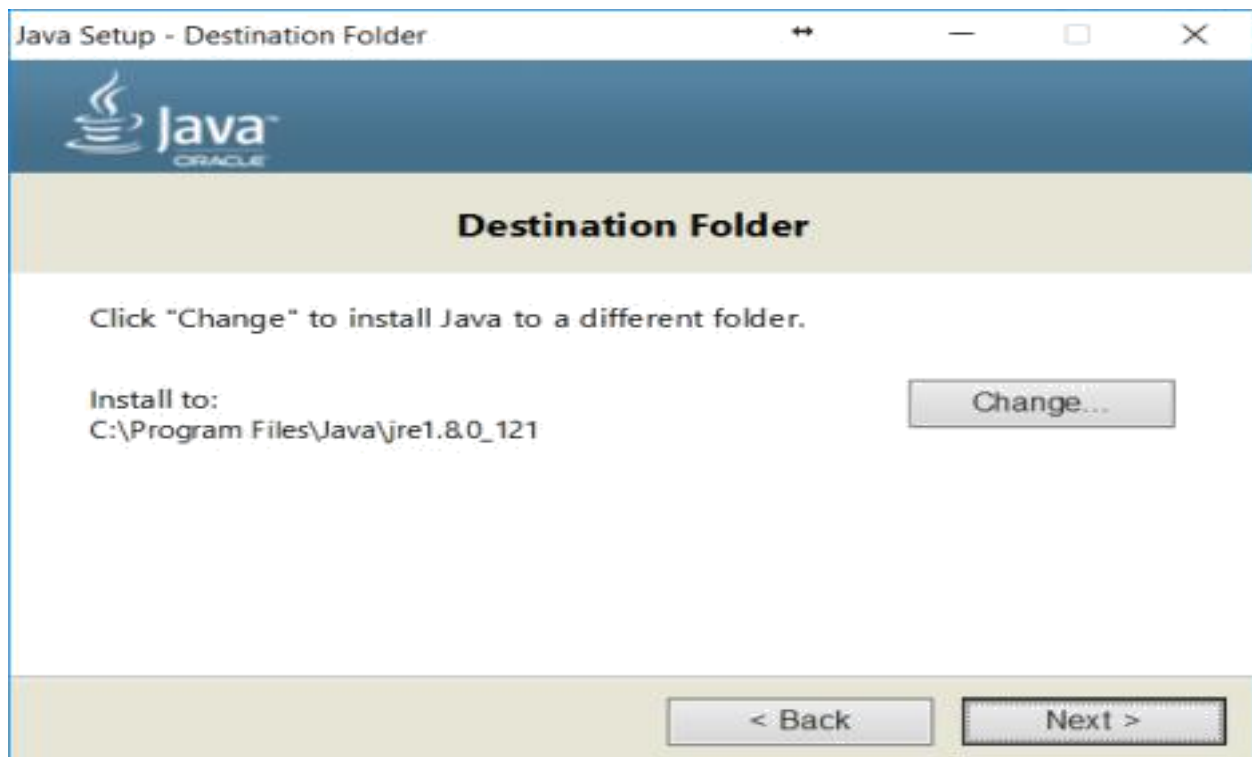 Java Setup - Destination Folder
Java™
ORACLE
Destination Folder
Click "Change" to install Java to a different folder.
Install to:
Change...
C:\Program Files\Java\jre1.8.0_121
< Back
Next >